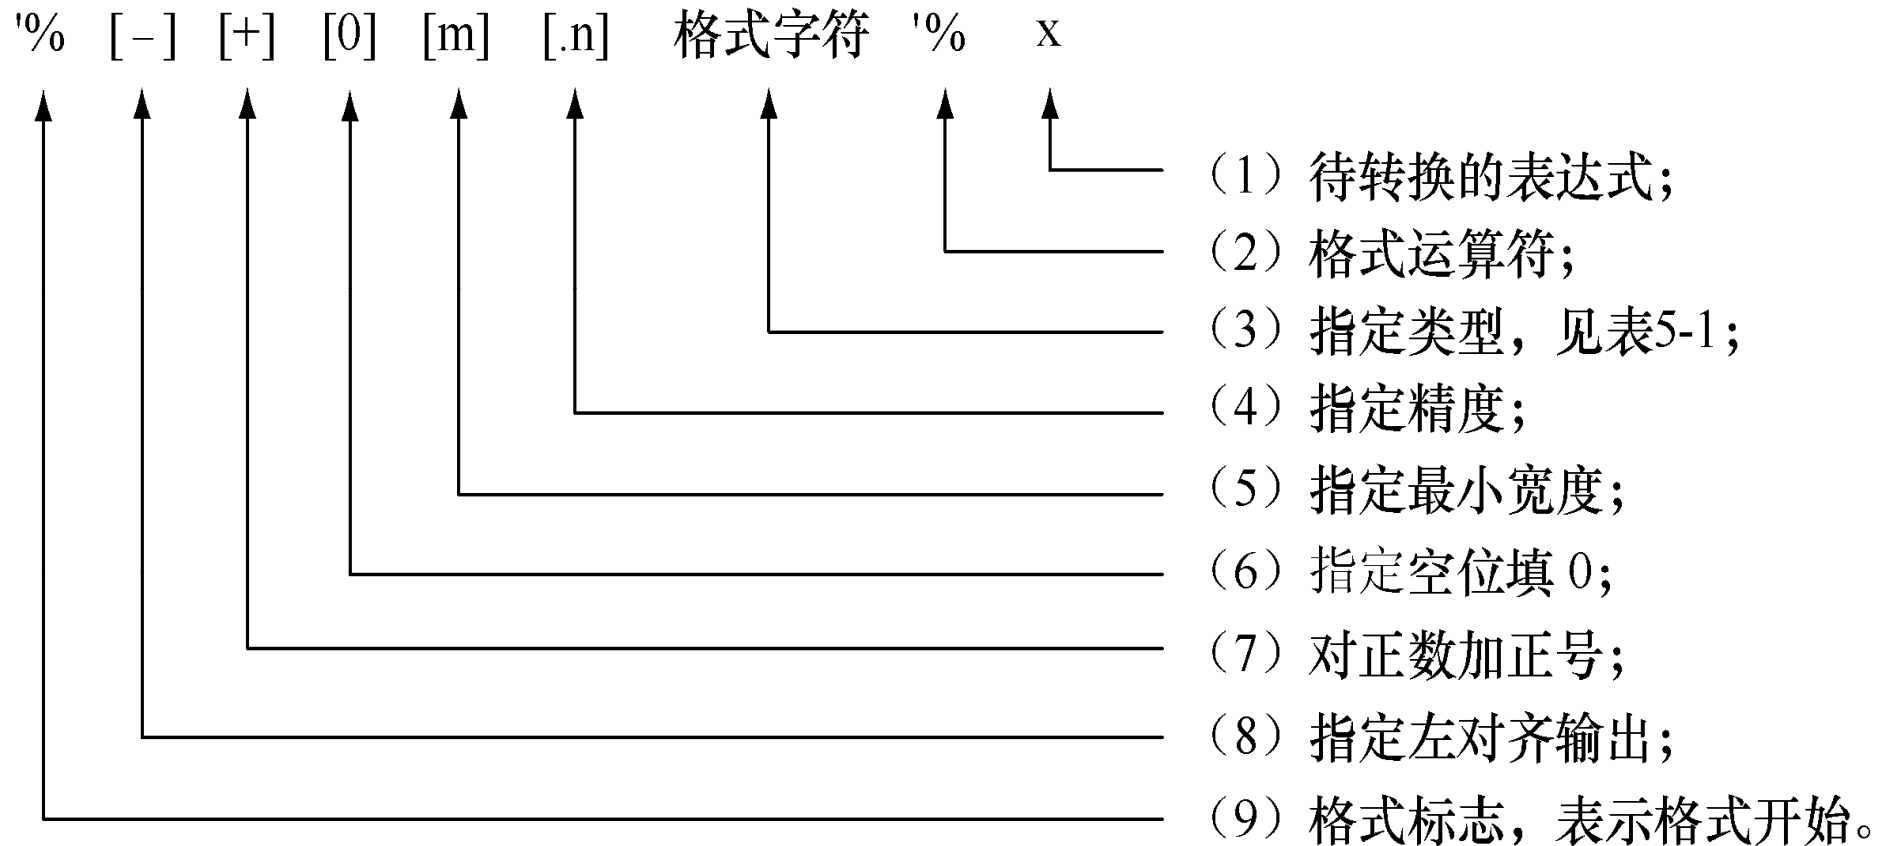 '% [-] [+] [0] [m] [.n] 格式字符 '% x
（1）待转换的表达式；
（2）格式运算符；
（3）指定类型，见表5-1；
（4）指定精度；
（5）指定最小宽度；
（6）指定空位填 0；
（7）对正数加正号；
（8）指定左对齐输出；
（9）格式标志，表示格式开始。